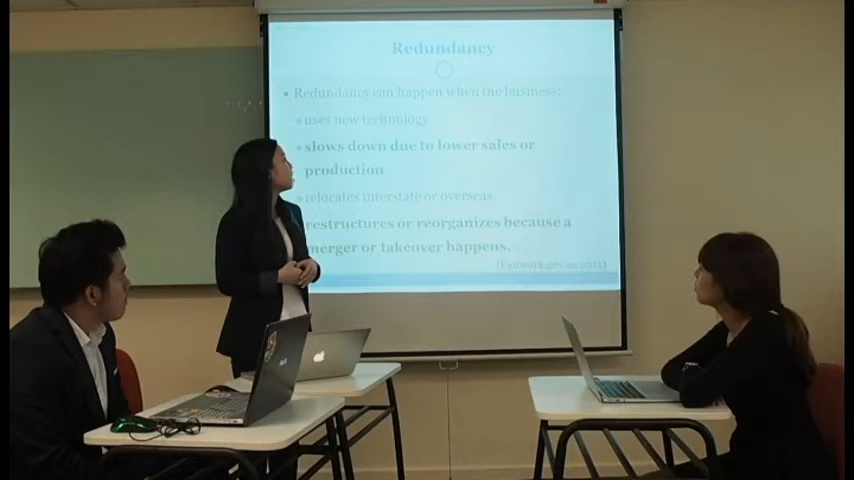 Redundancy
• Redundancy can happen when the business:
uses new technology
slows down due to lower sales or
production
relocates interstate or overseas
restructures or reorganizes because a
merger or takeover happens.